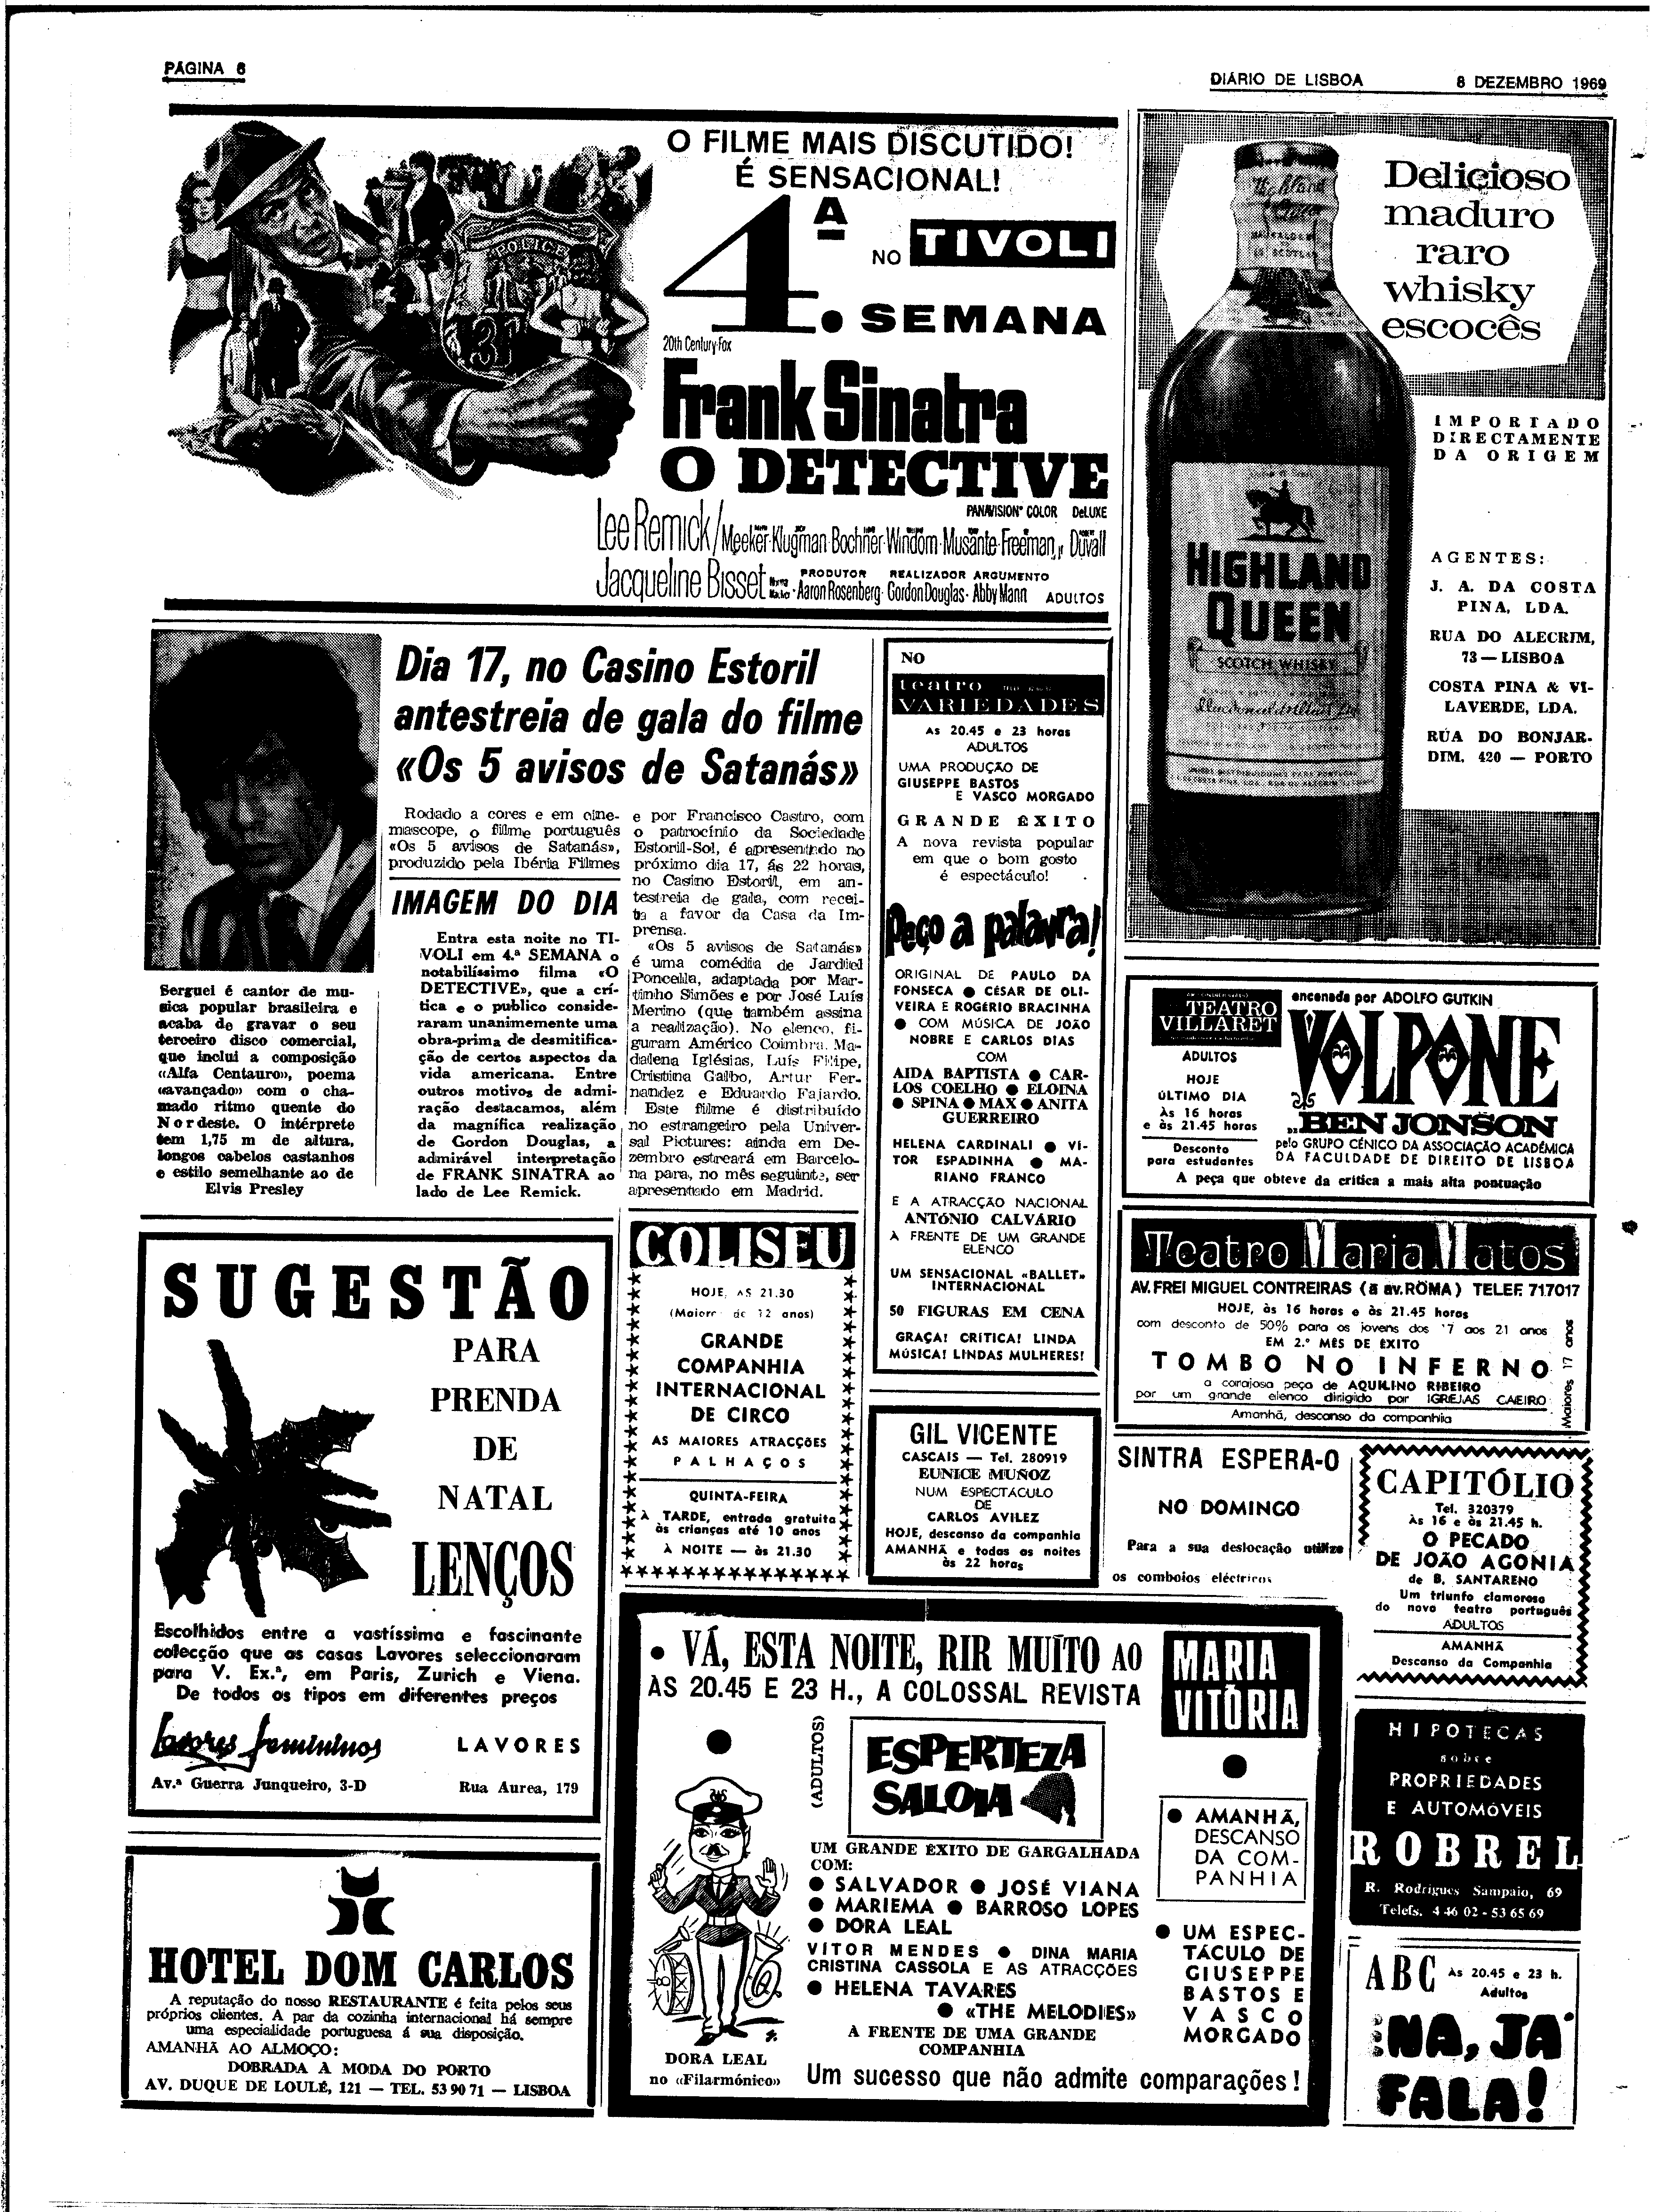 PÁGINA 6
DIÁRIO DE LISBOA 8 DEZEMBRO 1969
O FILME MAIS DISCUTIDO!
É SENSACIONAL!
4.ª SEMANA
NO TIVOLI
POLICE
20th Century-Fox
Frank Sinatra
O DETECTIVE
PANAVISION® COLOR DeLUXE
Lee Remick / Meeker·Klugman·Bochner·Windom·Musante·Freeman, Jr Duvall
Jacqueline Bisset
PRODUTOR REALIZADOR ARGUMENTO
Aaron Rosenberg· Gordon Douglas· Abby Mann ADULTOS
Delicioso
maduro
raro
whisky
escocês
IMPORTADO
DIRECTAMENTE
DA ORIGEM
HIGHLAND
QUEEN
SCOTCH WHISKY
AGENTES:
J. A. DA COSTA
PINA, LDA.
RUA DO ALECRIM,
73 — LISBOA
COSTA PINA & VI-
LAVERDE, LDA.
RÚA DO BONJAR-
DIM, 420 — PORTO
Serguei é cantor de mu-
sica popular brasileira e
acaba de gravar o seu
terceiro disco comercial,
que inclui a composição
«Alfa Centauro», poema
«avançado» com o cha-
mado ritmo quente do
Nordeste. O intérprete
tem 1,75 m de altura,
longos cabelos castanhos
e estilo semelhante ao de
Elvis Presley
Dia 17, no Casino Estoril
antestreia de gala do filme
«Os 5 avisos de Satanás»
Rodado a cores e em cine-
mascope, o filme português
«Os 5 avisos de Satanás»,
produzido pela Ibéria Filmes
e por Francisco Castro, com
o patrocínio da Sociedade
Estoril-Sol, é apresentado no
próximo dia 17, ás 22 horas,
no Casino Estoril, em an-
testreia de gala, com recei-
ta a favor da Casa da Im-
prensa.
«Os 5 avisos de Satanás»
é uma comédia de Jardiel
Poncella, adaptada por Mar-
tinho Simões e por José Luís
Merino (que também assina
a realização). No elenco, fi-
guram Américo Coimbra, Ma-
dalena Iglésias, Luís Filipe,
Cristina Galbo, Artur Fer-
nandez e Eduardo Fajardo.
Este filme é distribuído
no estrangeiro pela Univer-
sal Pictures: ainda em De-
zembro estreará em Barcelo-
na para, no mês seguinte, ser
apresentado em Madrid.
IMAGEM DO DIA
Entra esta noite no TI-
VOLI em 4.ª SEMANA o
notabilíssimo filma «O
DETECTIVE», que a crí-
tica e o publico conside-
raram unanimemente uma
obra-prima de desmitifica-
ção de certos aspectos da
vida americana. Entre
outros motivos de admi-
ração destacamos, além
da magnífica realização
de Gordon Douglas, a
admirável interpretação
de FRANK SINATRA ao
lado de Lee Remick.
NO
teatro
VARIEDADES
As 20.45 e 23 horas
ADULTOS
UMA PRODUÇÃO DE
GIUSEPPE BASTOS
E VASCO MORGADO
GRANDE ÊXITO
A nova revista popular
em que o bom gosto
é espectáculo!
Peço a palavra!
ORIGINAL DE PAULO DA
FONSECA ● CÉSAR DE OLI-
VEIRA E ROGÉRIO BRACINHA
● COM MÚSICA DE JOÃO
NOBRE E CARLOS DIAS
COM
AIDA BAPTISTA ● CAR-
LOS COELHO ● ELOINA
● SPINA ● MAX ● ANITA
GUERREIRO
HELENA CARDINALI ● VÍ-
TOR ESPADINHA ● MA-
RIANO FRANCO
E A ATRACÇÃO NACIONAL
ANTÓNIO CALVÁRIO
À FRENTE DE UM GRANDE
ELENCO
UM SENSACIONAL «BALLET»
INTERNACIONAL
50 FIGURAS EM CENA
GRAÇA! CRITICA! LINDA
MÚSICA! LINDAS MULHERES!
TEATRO
VILLARET
ADULTOS
HOJE
ÚLTIMO DIA
Às 16 horas
e às 21.45 horas
Desconto
para estudantes
encenada por ADOLFO GUTKIN
VOLPONE
BEN JONSON
pelo GRUPO CÉNICO DA ASSOCIAÇÃO ACADÉMICA
DA FACULDADE DE DIREITO DE LISBOA
A peça que obteve da crítica a mais alta pontuação
Teatro Maria Matos
AV. FREI MIGUEL CONTREIRAS (à av. ROMA) TELEF. 717017
HOJE, às 16 horas e às 21.45 horas
com desconto de 50% para os jovens dos 17 aos 21 anos
EM 2.º MÊS DE ÊXITO
TOMBO NO INFERNO
a corajosa peça de AQUILINO RIBEIRO
por um grande elenco dirigido por IGREJAS CAEIRO
Amanhã, descanso da companhia
Maiores 17 anos
SUGESTÃO
PARA
PRENDA
DE
NATAL
LENÇOS
Escolhidos entre a vastíssima e fascinante
colecção que as casas Lavores seleccionaram
para V. Ex.ª, em Paris, Zurich e Viena.
De todos os tipos em diferentes preços
Lavores femininos LAVORES
Av.ª Guerra Junqueiro, 3-D Rua Aurea, 179
COLISEU
HOJE, AS 21.30
(Maiores de 12 anos)
GRANDE
COMPANHIA
INTERNACIONAL
DE CIRCO
AS MAIORES ATRACÇÕES
PALHAÇOS
QUINTA-FEIRA
À TARDE, entrada gratuita
às crianças até 10 anos
À NOITE — às 21.30
GIL VICENTE
CASCAIS — Tel. 280919
EUNICE MUÑOZ
NUM ESPECTÁCULO
DE
CARLOS AVILEZ
HOJE, descanso da companhia
AMANHÃ e todas as noites
às 22 horas
SINTRA ESPERA-O
NO DOMINGO
Para a sua deslocação utilize
os comboios eléctricos
CAPITÓLIO
Tel. 320379
Às 16 e às 21.45 h.
O PECADO
DE JOÃO AGONIA
de B. SANTARENO
Um triunfo clamoroso
do novo teatro português
ADULTOS
AMANHÃ
Descanso da Companhia
HOTEL DOM CARLOS
A reputação do nosso RESTAURANTE é feita pelos seus
próprios clientes. A par da cozinha internacional há sempre
uma especialidade portuguesa á sua disposição.
AMANHÃ AO ALMOÇO:
DOBRADA A MODA DO PORTO
AV. DUQUE DE LOULÉ, 121 — TEL. 53 90 71 — LISBOA
● VÁ, ESTA NOITE, RIR MUITO AO
ÀS 20.45 E 23 H., A COLOSSAL REVISTA
MARIA
VITÓRIA
(ADULTOS)
ESPERTEZA
SALOIA
UM GRANDE ÊXITO DE GARGALHADA
COM:
● SALVADOR ● JOSÉ VIANA
● MARIEMA ● BARROSO LOPES
● DORA LEAL
VITOR MENDES ● DINA MARIA
CRISTINA CASSOLA E AS ATRACÇÕES
● HELENA TAVARES
● «THE MELODIES»
À FRENTE DE UMA GRANDE
COMPANHIA
Um sucesso que não admite comparações!
DORA LEAL
no «Filarmónico»
● AMANHÃ,
DESCANSO
DA COM-
PANHIA
● UM ESPEC-
TÁCULO DE
GIUSEPPE
BASTOS E
VASCO
MORGADO
HIPOTECAS
sobre
PROPRIEDADES
E AUTOMÓVEIS
ROBREL
R. Rodrigues Sampaio, 69
Telefs. 4 46 02 - 53 65 69
ABC
Às 20.45 e 23 h.
Adultos
ENA, JÁ
FALA!